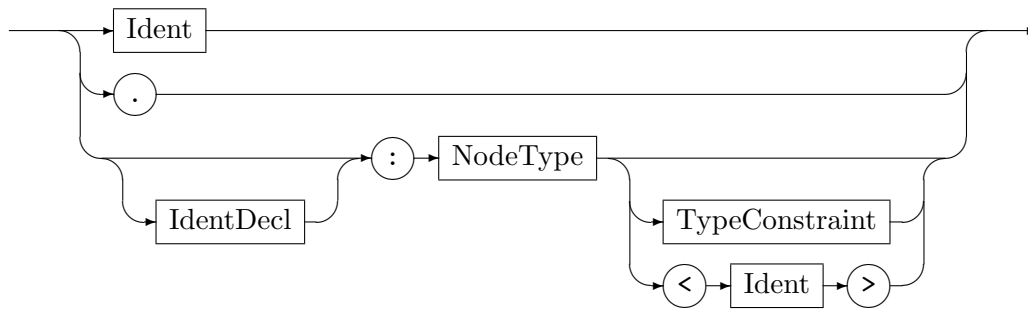 Ident
.
: NodeType
IdentDecl TypeConstraint
< Ident >